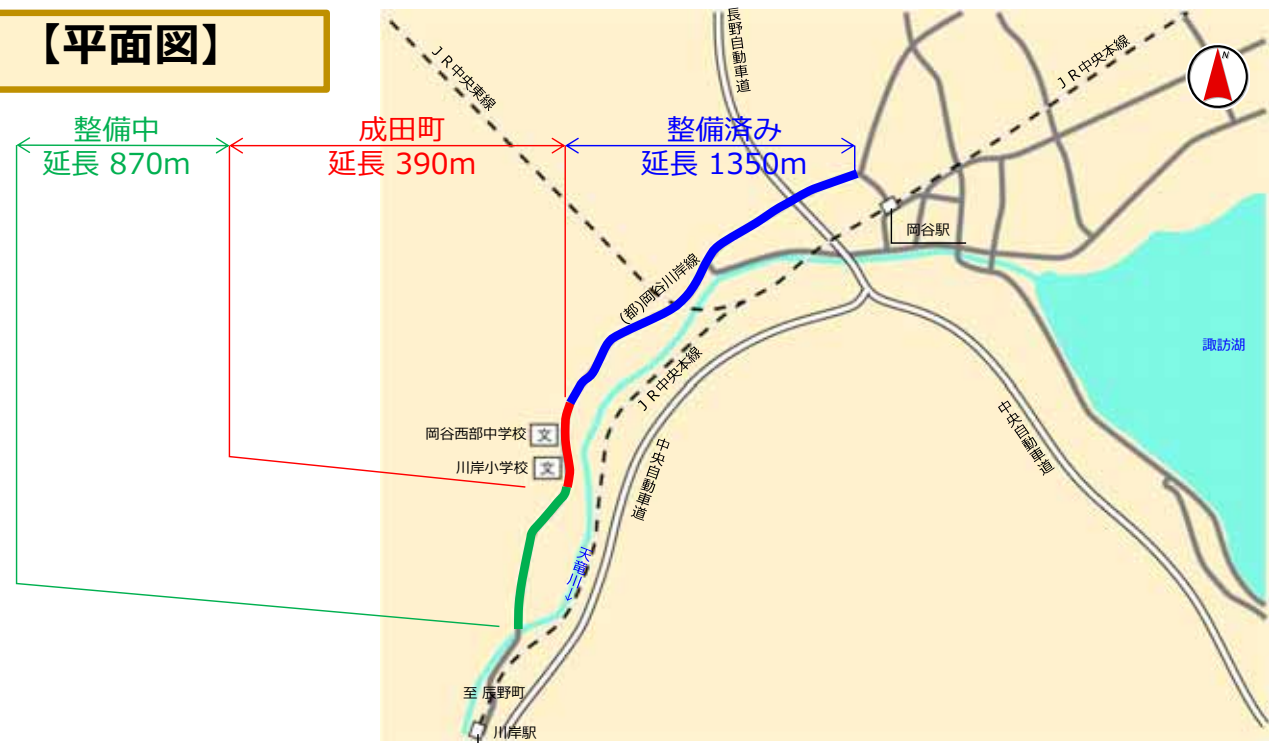 【平面図】
整備中
延長 870m
成田町
延長 390m
整備済み
延長 1350m
長野自動車道
ＪＲ中央東線
ＪＲ中央本線
N
岡谷駅
(都)岡谷川岸線
諏訪湖
ＪＲ中央本線
岡谷西部中学校
文
川岸小学校
文
中央自動車道
中央自動車道
天竜川→
至 辰野町
川岸駅